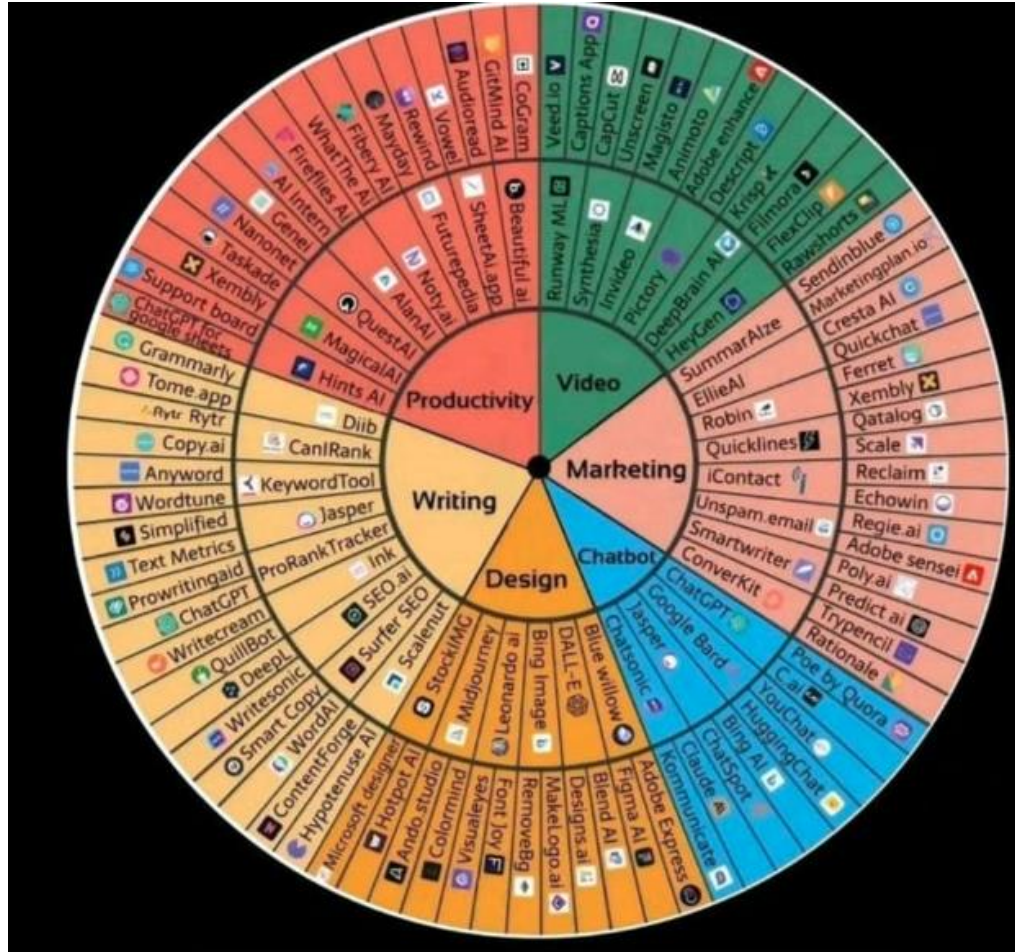 Productivity
Video
Marketing
Chatbot
Design
Writing
Hints AI
MagicalAI
QuestAI
AlanAI
Noty.ai
Futurepedia
SheetAI.app
Beautiful ai
ChatGPT for
google sheets
Support board
Xembly
Taskade
Nanonet
Genei
AI Intern
Fireflies AI
WhatThe AI
Fibery AI
Mayday
Rewind
Vowel
Audioread
GitMind AI
CoGram
Runway ML
Synthesia
Invideo
Pictory
DeepBrain AI
HeyGen
Veed.io
Captions App
CapCut
Unscreen
Magisto
Animoto
Adobe enhance
Descript
Krisp
Filmora
FlexClip
Rawshorts
SummarAIze
EllieAI
Robin
Quicklines
iContact
Unspam.email
Smartwriter
ConverKit
Sendinblue
Marketingplan.io
Cresta AI
Quickchat
Ferret
Xembly
Qatalog
Scale
Reclaim
Echowin
Regie.ai
Adobe sensei
Poly.ai
Predict ai
Trypencil
Rationale
ChatGPT
Google Bard
Jasper
Chatsonic
Poe by Quora
C.ai
YouChat
HuggingChat
Bing AI
ChatSpot
Claude
Kommunicate
Blue willow
DALL-E
Bing Image
Leonardo ai
Midjourney
StockIMG
Adobe Express
Figma AI
Blend AI
Designs.ai
MakeLogo.ai
RemoveBg
Font Joy
Visualeyes
Colormind
Ando studio
Hotpot AI
Microsoft designer
Scalenut
Surfer SEO
SEO.ai
Ink
ProRankTracker
Jasper
KeywordTool
CanIRank
Diib
Hypotenuse AI
ContentForge
WordAI
Smart Copy
Writesonic
DeepL
QuillBot
Writecream
ChatGPT
Prowritingaid
Text Metrics
Simplified
Wordtune
Anyword
Copy.ai
Rytr Rytr
Tome.app
Grammarly